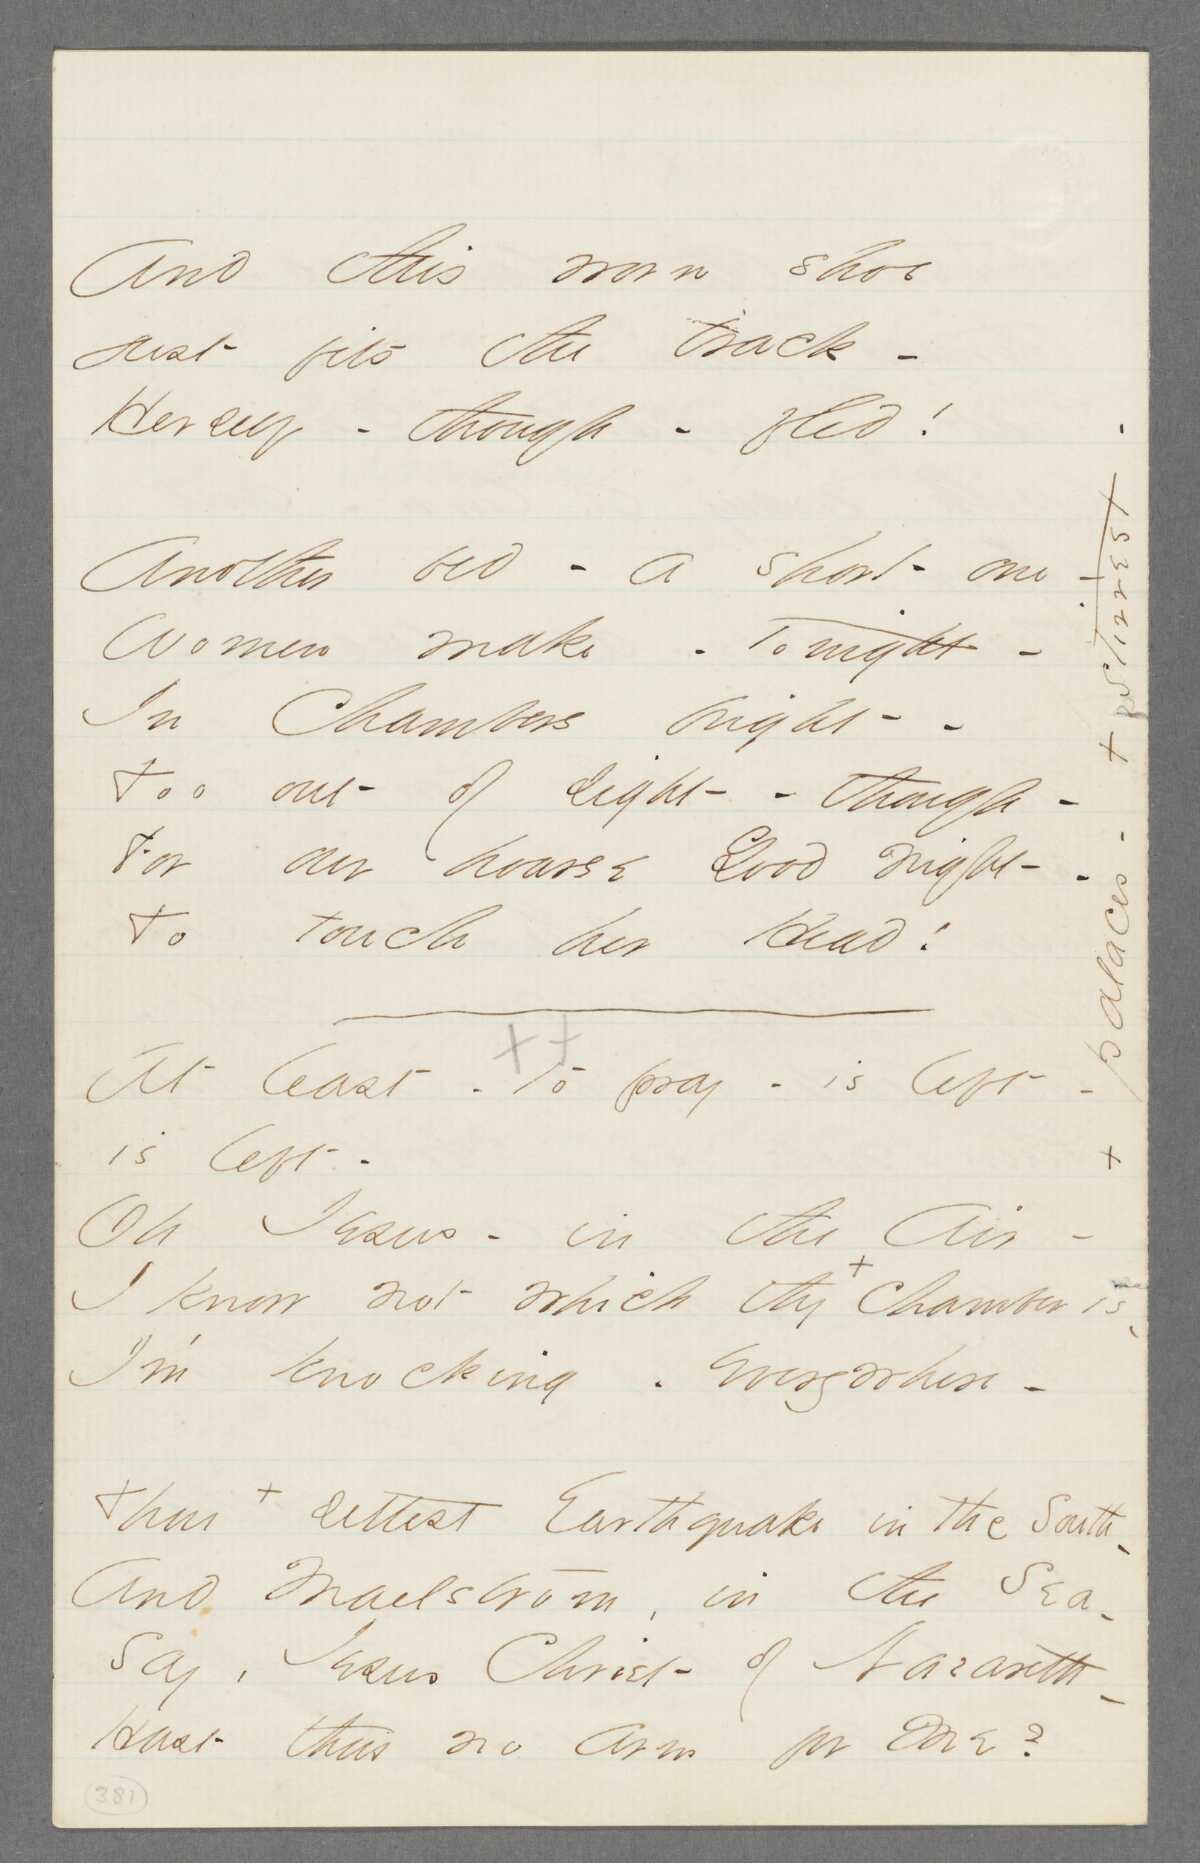 And this worn shoe
Just fits the track -
Herself - though - fled!
Another bed - a short one -
Women make - Tonight -
In Chambers bright -
Too out of sight - though -
For our hoarse Good Night -
To touch her Head!
At least - to pray - is left -
is left -
Oh Jesus - in the Air -
I know not which thy + Chamber is -
I'm knocking - Everywhere -
Thou + settest Earthquake in the South -
And Maelstrom, in the Sea -
Say, Jesus Christ of Nazareth -
Hast thou no arm for Me?
+ palaces - + stirrest -
381